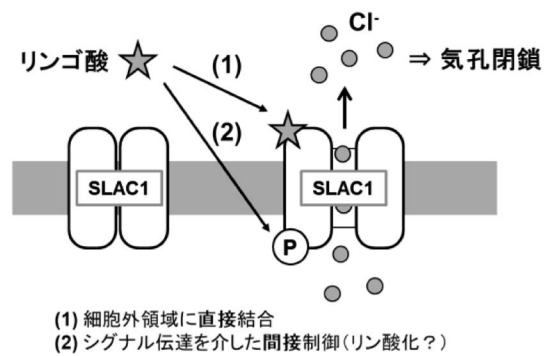 Cl-
リンゴ酸
(1)
⇒ 気孔閉鎖
(2)
SLAC1
SLAC1
P
(1) 細胞外領域に直接結合
(2) シグナル伝達を介した間接制御(リン酸化?)